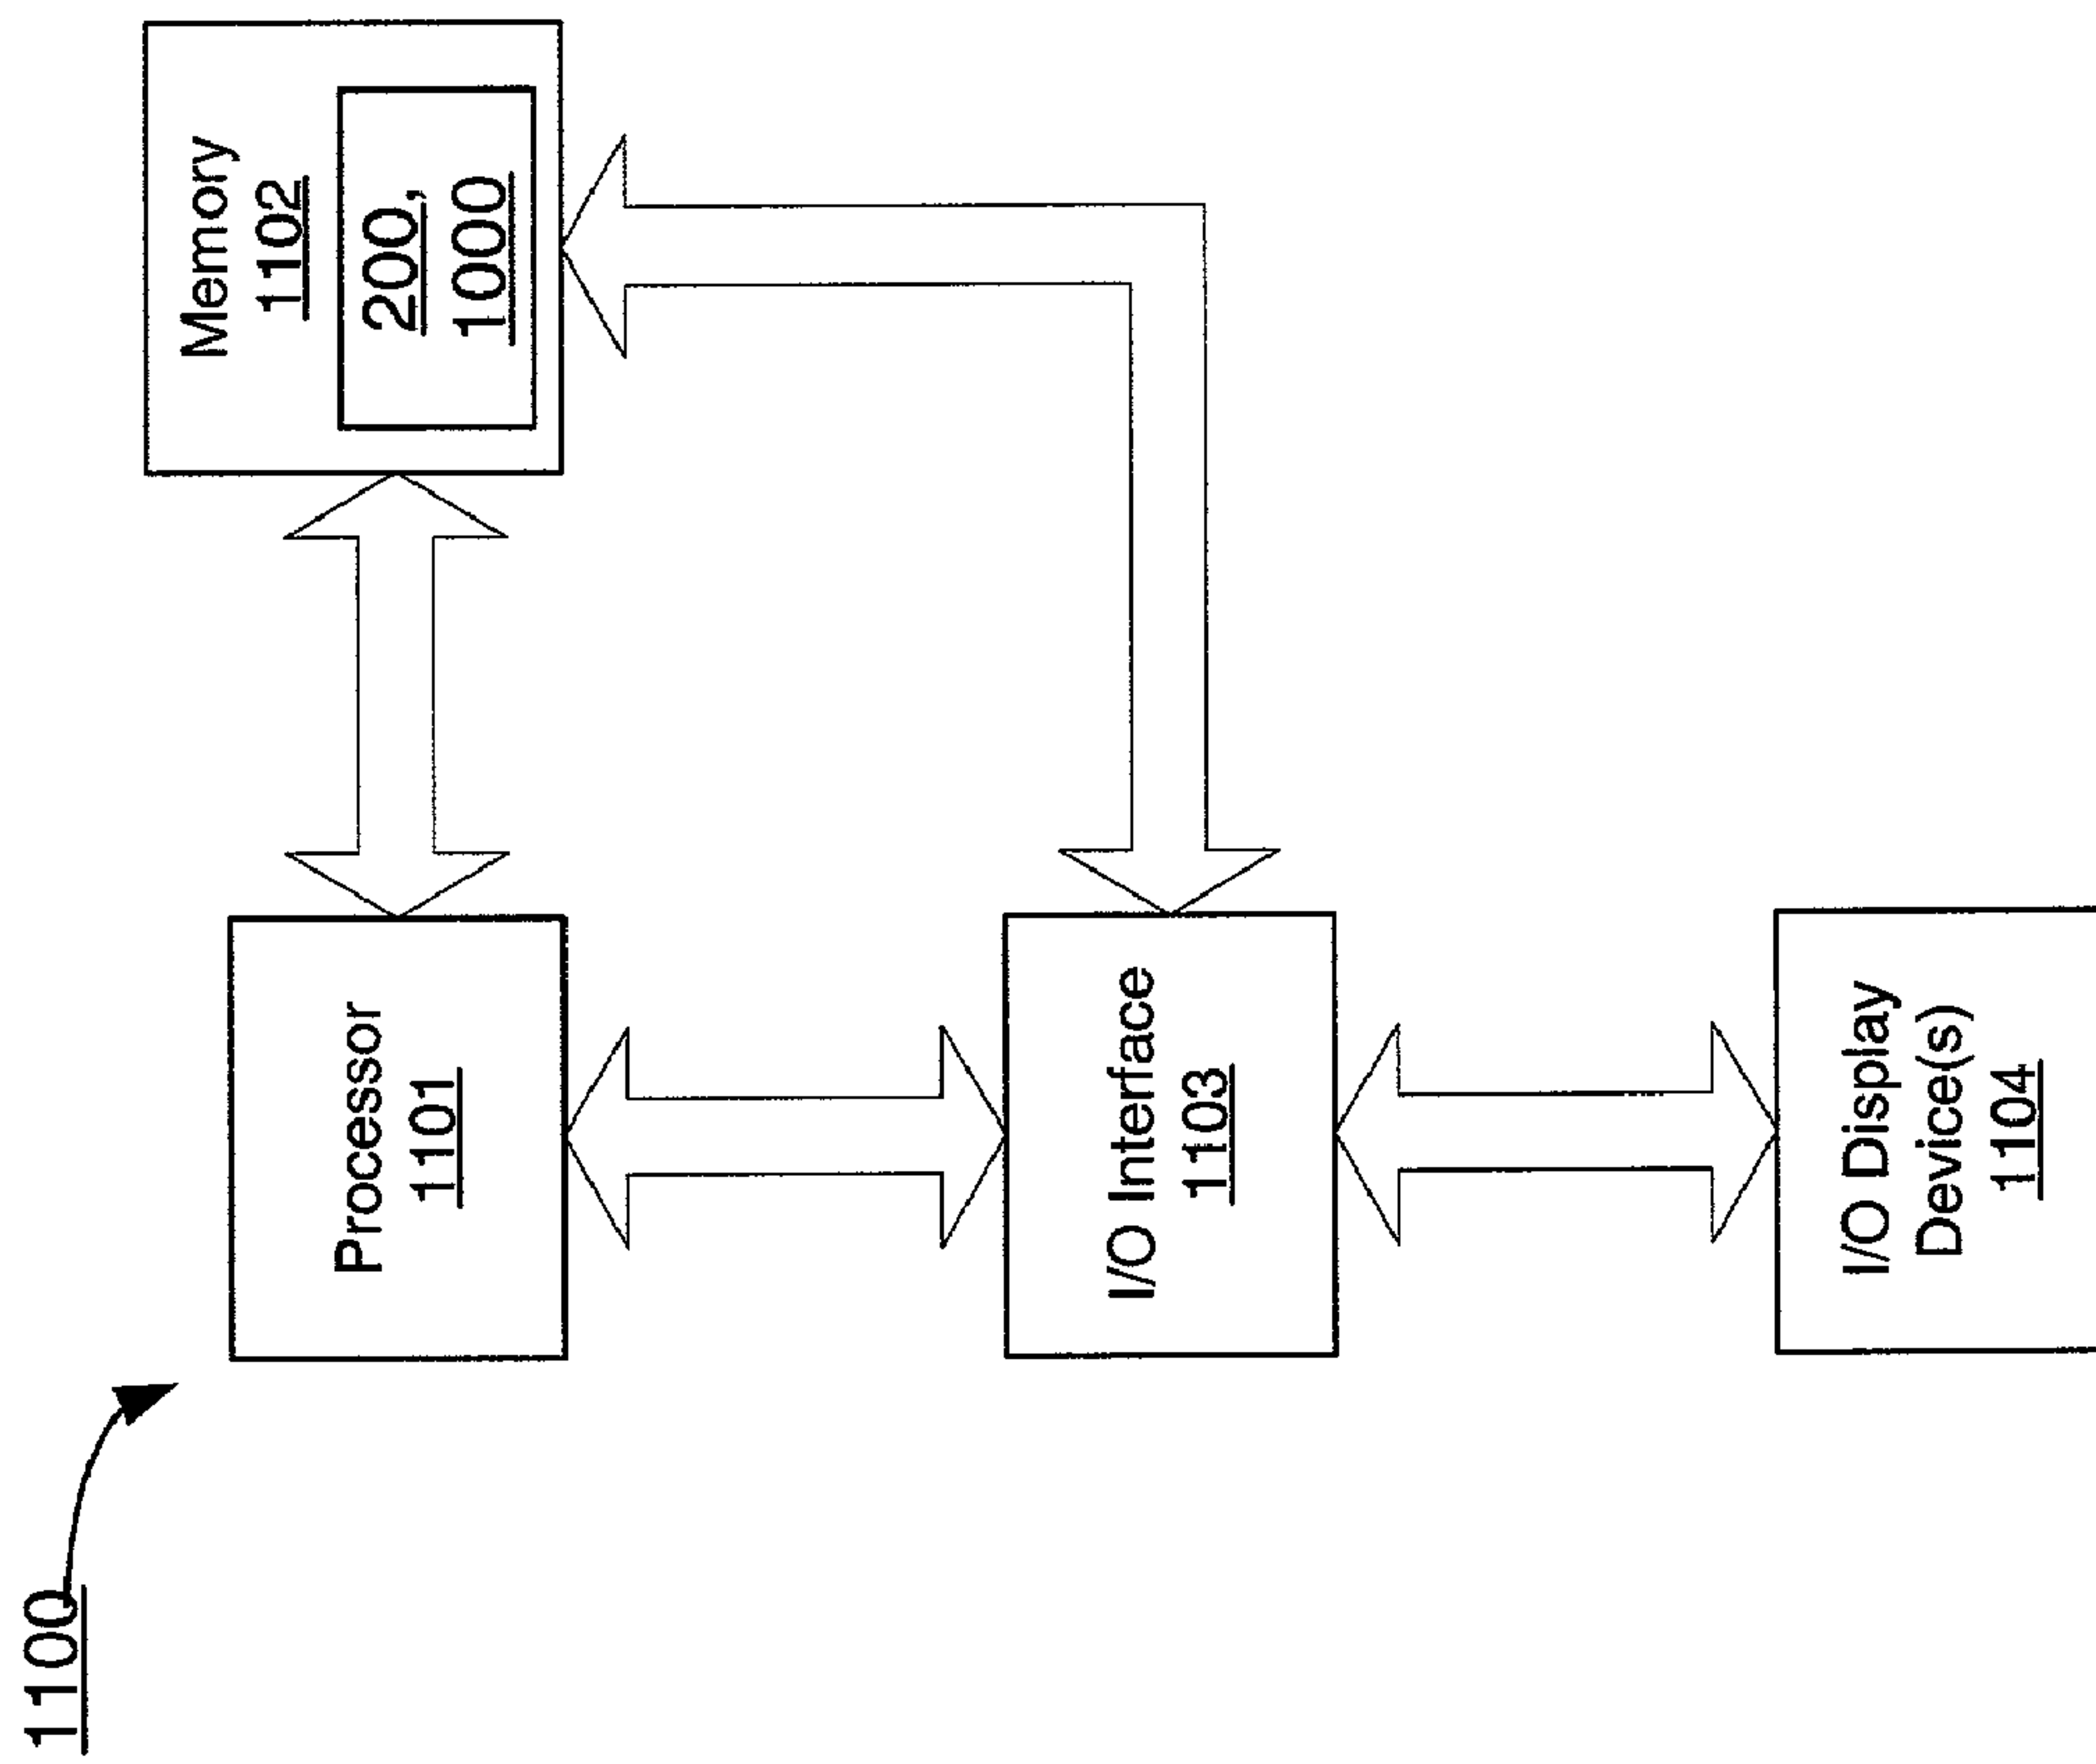 1100
Processor
1101
Memory
1102
200,
1000
I/O Interface
1103
I/O Display
Device(s)
1104